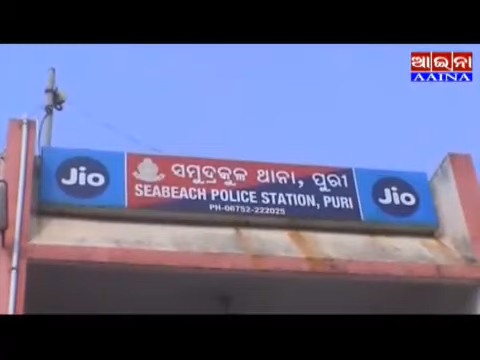 ଆଇନା
AAINA
Jio
ସମୁଦ୍ରକୂଳ ଥାନା, ପୁରୀ
SEABEACH POLICE STATION, PURI
PH-06752-222025
Jio